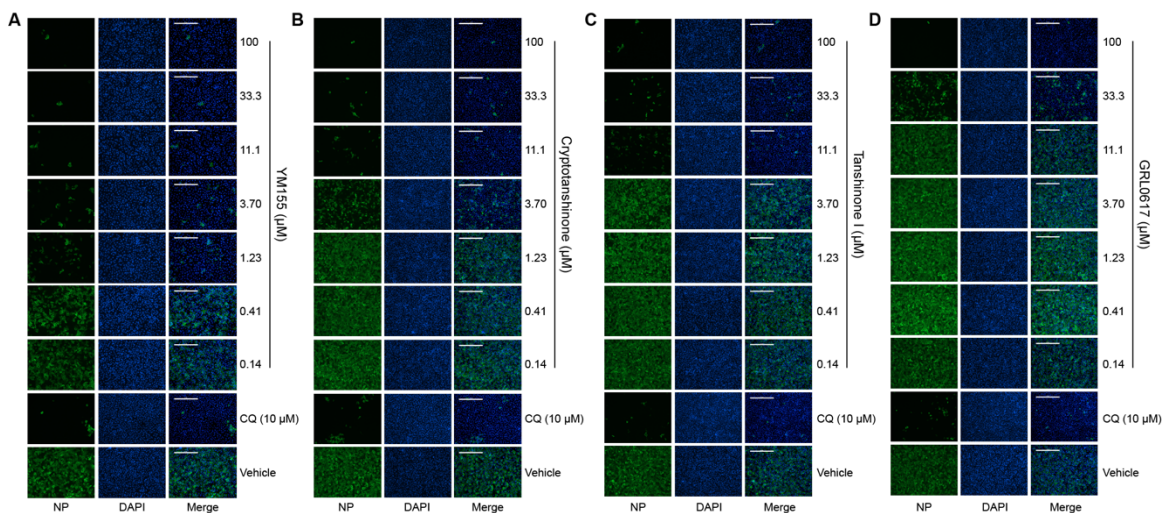 A
100
33.3
11.1
3.70
1.23
0.41
0.14
CQ (10 µM)
Vehicle
YM155 (µM)
NP DAPI Merge
B
100
33.3
11.1
3.70
1.23
0.41
0.14
CQ (10 µM)
Vehicle
Cryptotanshinone (µM)
NP DAPI Merge
C
100
33.3
11.1
3.70
1.23
0.41
0.14
CQ (10 µM)
Vehicle
Tanshinone I (µM)
NP DAPI Merge
D
100
33.3
11.1
3.70
1.23
0.41
0.14
CQ (10 µM)
Vehicle
GRL0617 (µM)
NP DAPI Merge